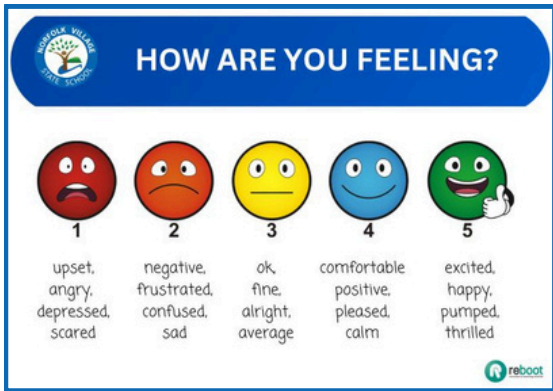 NORFOLK VILLAGE
STATE SCHOOL
HOW ARE YOU FEELING?
1
2
3
4
5
upset,
angry,
depressed,
scared
negative,
frustrated,
confused,
sad
ok,
fine,
alright,
average
comfortable
positive,
pleased,
calm
excited,
happy,
pumped,
thrilled
reboot